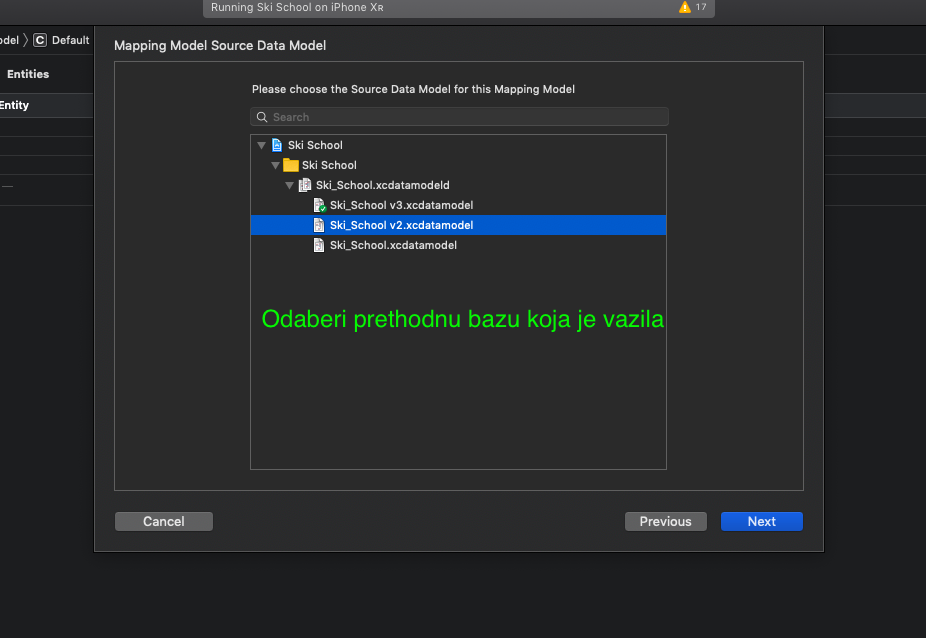 Running Ski School on iPhone Xʀ
17
odel
C
Default
Entities
Entity
Mapping Model Source Data Model
Please choose the Source Data Model for this Mapping Model
Search
Ski School
Ski School
Ski_School.xcdatamodeld
Ski_School v3.xcdatamodel
Ski_School v2.xcdatamodel
Ski_School.xcdatamodel
Odaberi prethodnu bazu koja je vazila
Cancel
Previous
Next